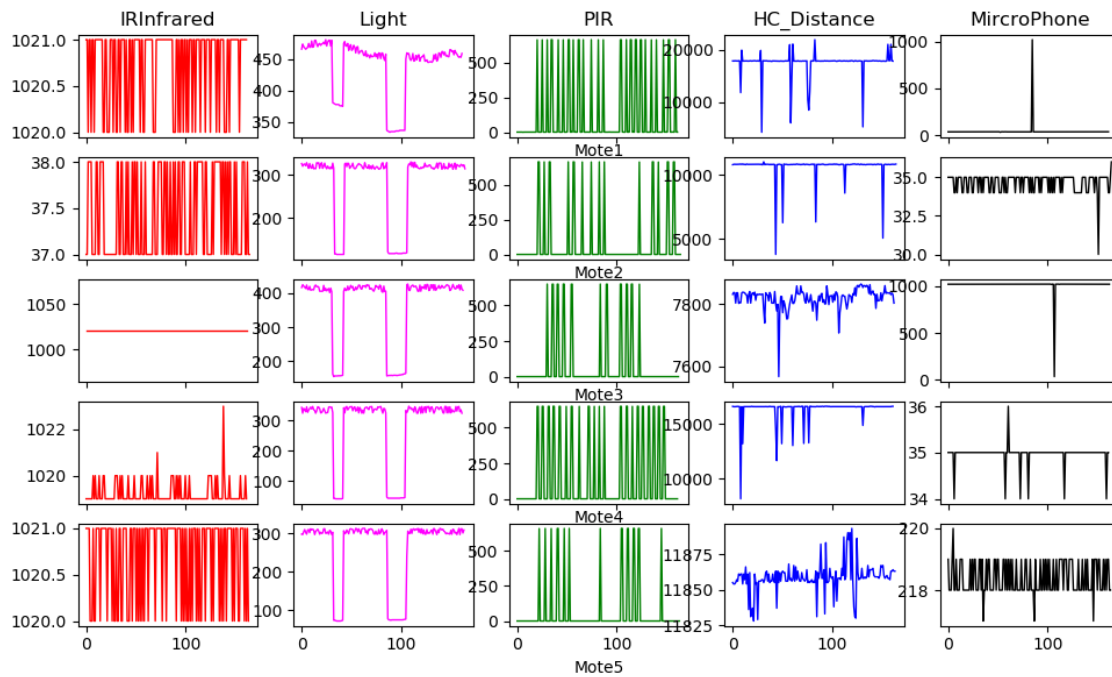 IRInfrared Light PIR HC_Distance MircroPhone
1021.0 450 500 20000 1000
1020.5 400 250 10000 500
1020.0 350 0 0
Mote1
38.0 300 500 10000 35.0
37.5 200 250 5000 32.5
37.0 100 0 30.0
Mote2
1050 400 500 7800 1000
1000 300 250 7600 500
200 0 0
Mote3
1022 300 500 15000 36
1020 200 250 10000 35
100 0 34
Mote4
1021.0 300 500 11875 220
1020.5 200 250 11850 218
1020.0 100 0 11825
0 100 0 100 0 100 0 100 0 100
Mote5